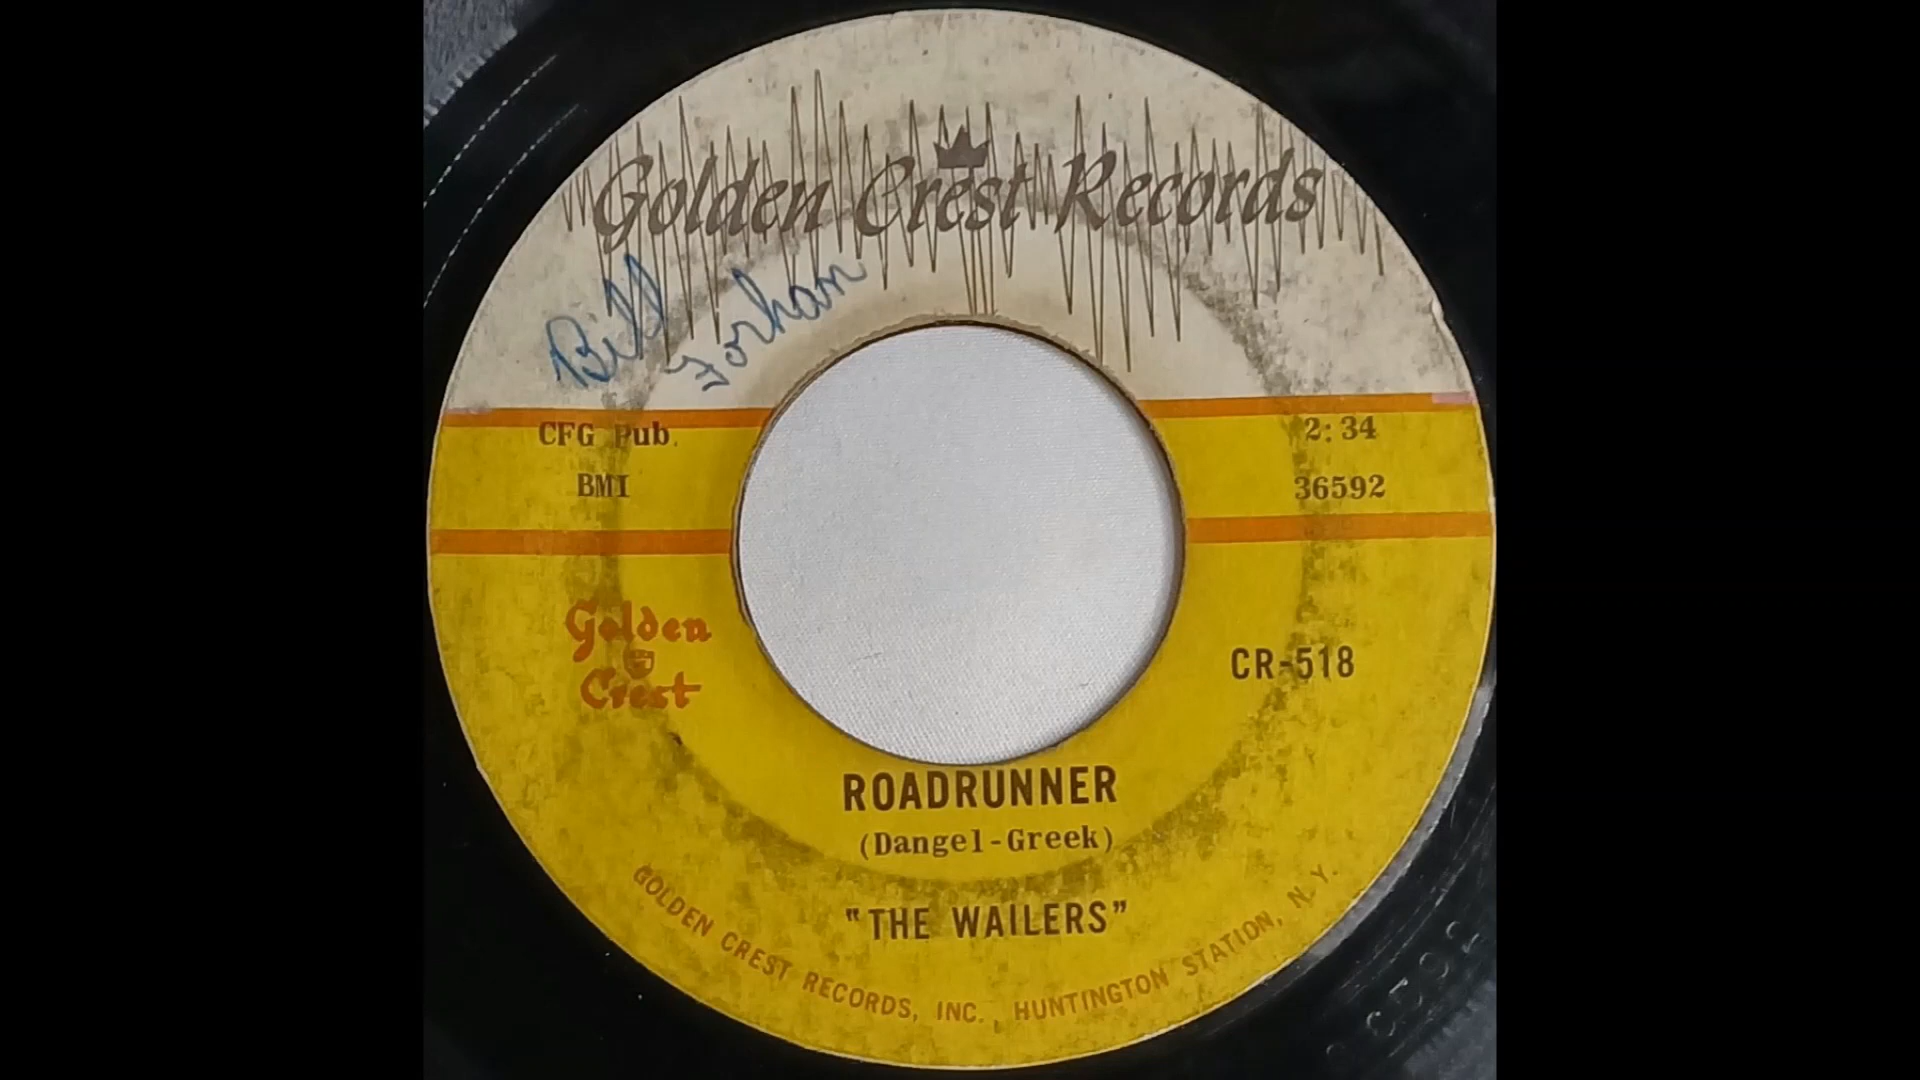 Golden Crest Records
Bill
Forham
CFG Pub.
BMI
2:34
36592
Golden
Crest
CR-518
ROADRUNNER
(Dangel-Greek)
"THE WAILERS"
GOLDEN CREST RECORDS, INC., HUNTINGTON STATION, N.Y.